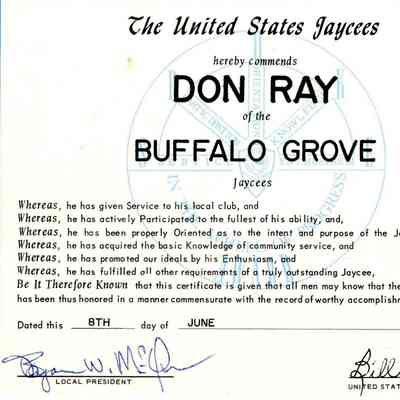 The United States Jaycees
hereby commends
DON RAY
of the
BUFFALO GROVE
Jaycees
Whereas, he has given Service to his local club, and
Whereas, he has actively Participated to the fullest of his ability, and,
Whereas, he has been properly Oriented as to the intent and purpose of the Ja
Whereas, he has acquired the basic Knowledge of community service, and
Whereas, he has promoted our ideals by his Enthusiasm, and
Whereas, he has fulfilled all other requirements of a truly outstanding Jaycee,
Be It Therefore Known that this certificate is given that all men may know that the
has been thus honored in a manner commensurate with the record of worthy accomplish
Dated this 8TH day of JUNE
LOCAL PRESIDENT
Bill
UNITED STATE